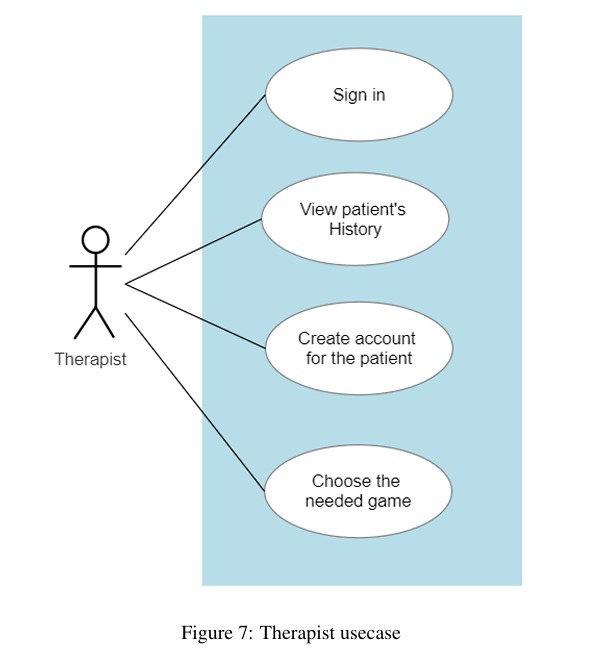 Sign in
View patient's
History
Create account
for the patient
Therapist
Choose the
needed game
Figure 7: Therapist usecase